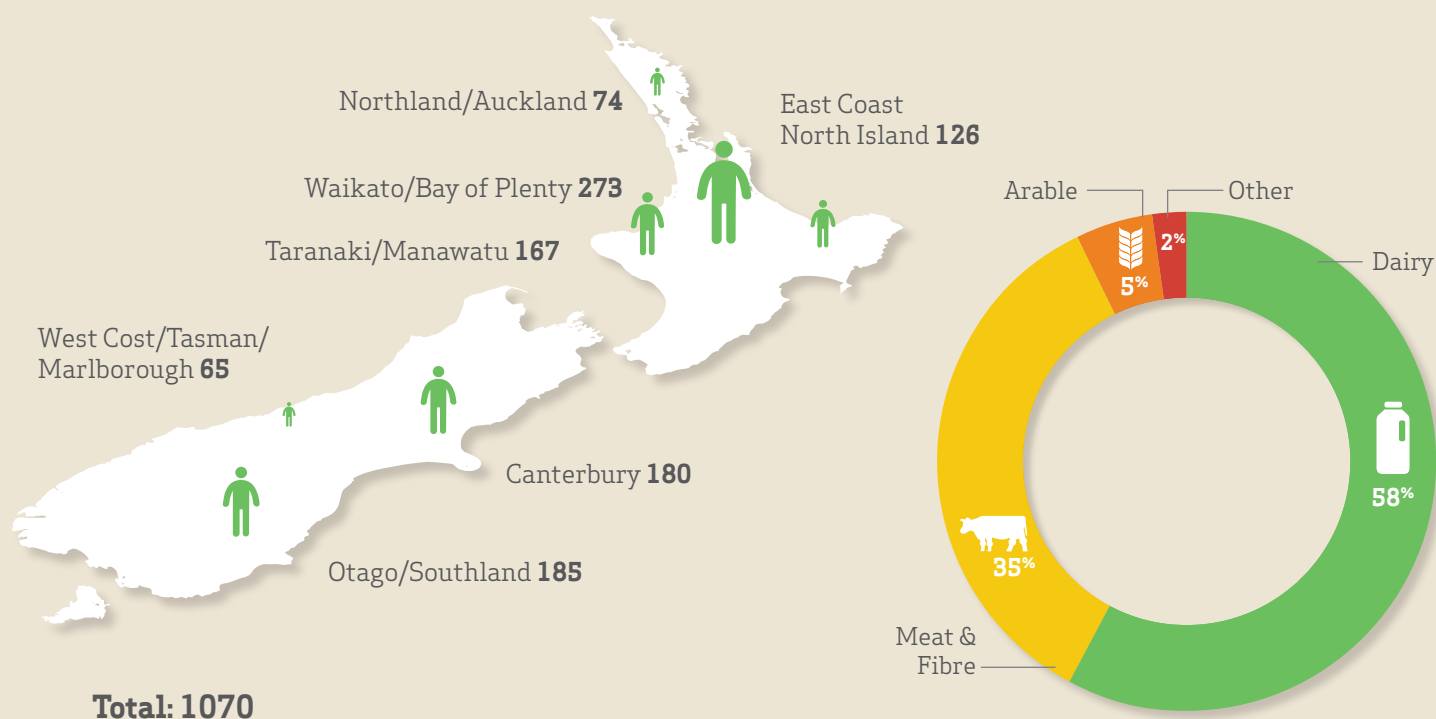 Northland/Auckland 74
East Coast
North Island 126
Waikato/Bay of Plenty 273
Taranaki/Manawatu 167
West Cost/Tasman/
Marlborough 65
Canterbury 180
Otago/Southland 185
Total: 1070
Arable
Other
2%
5%
Dairy
58%
35%
Meat &
Fibre